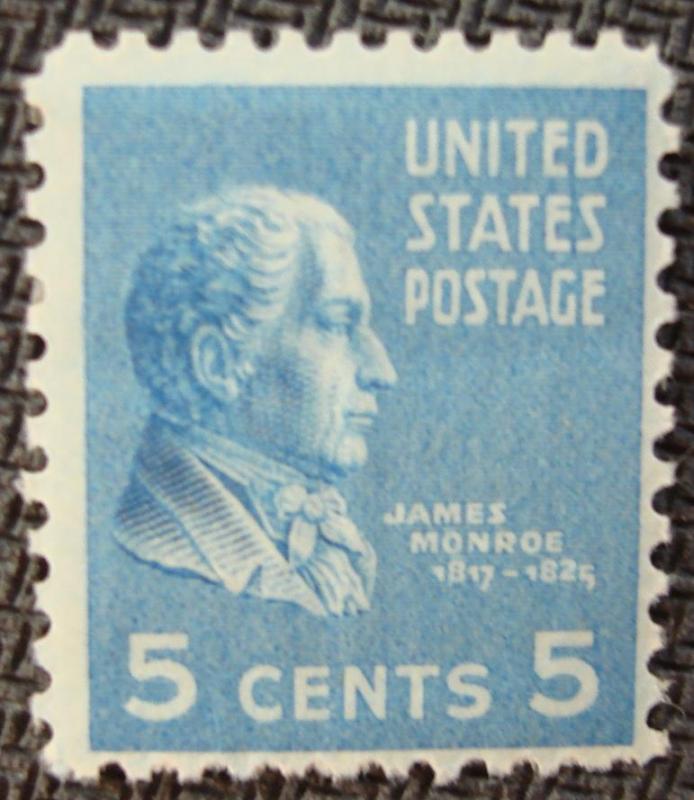 UNITED
STATES
POSTAGE
JAMES
MONROE
1817-1825
5 CENTS 5